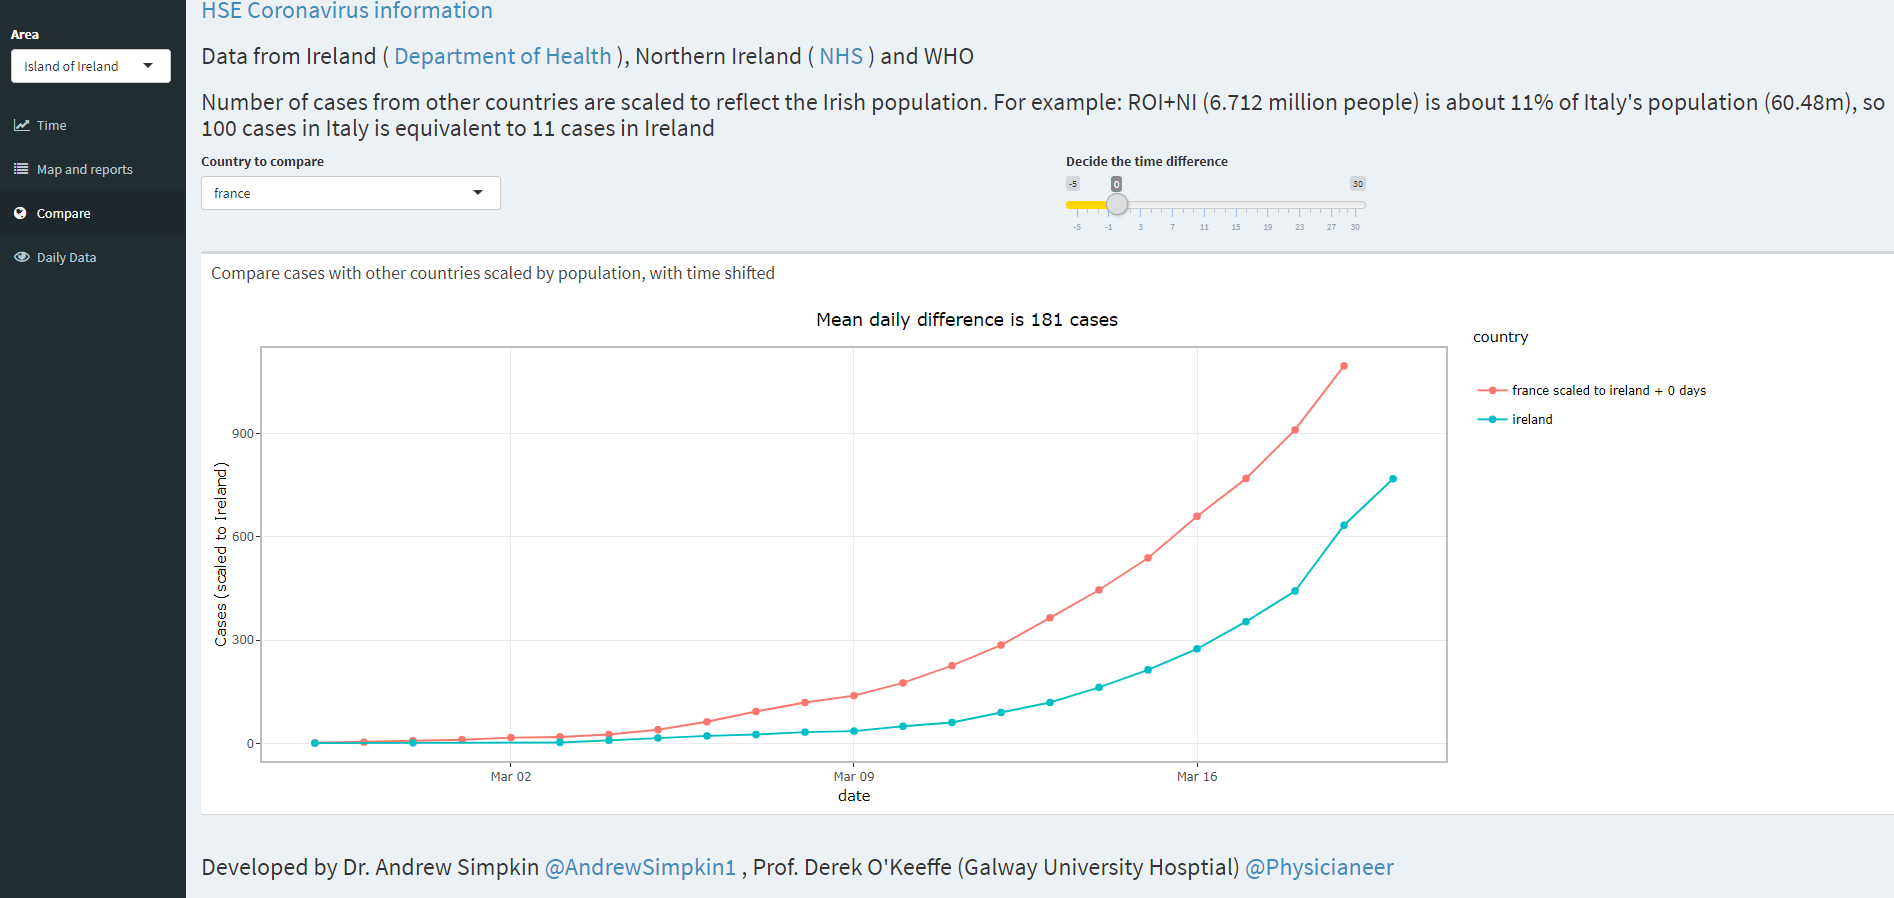 HSE Coronavirus information
Area
Island of Ireland
Time
Map and reports
Compare
Daily Data
Data from Ireland ( Department of Health ), Northern Ireland ( NHS ) and WHO
Number of cases from other countries are scaled to reflect the Irish population. For example: ROI+NI (6.712 million people) is about 11% of Italy's population (60.48m), so
100 cases in Italy is equivalent to 11 cases in Ireland
Country to compare
france
Decide the time difference
-5 0 30
-5 -1 3 7 11 15 19 23 27 30
Compare cases with other countries scaled by population, with time shifted
Mean daily difference is 181 cases
country
france scaled to ireland + 0 days
ireland
Cases ( scaled to Ireland)
900
600
300
0
Mar 02 Mar 09 Mar 16
date
Developed by Dr. Andrew Simpkin @AndrewSimpkin1 , Prof. Derek O'Keeffe (Galway University Hosptial) @Physicianeer